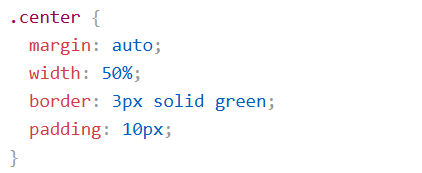 .center {
  margin: auto;
  width: 50%;
  border: 3px solid green;
  padding: 10px;
}